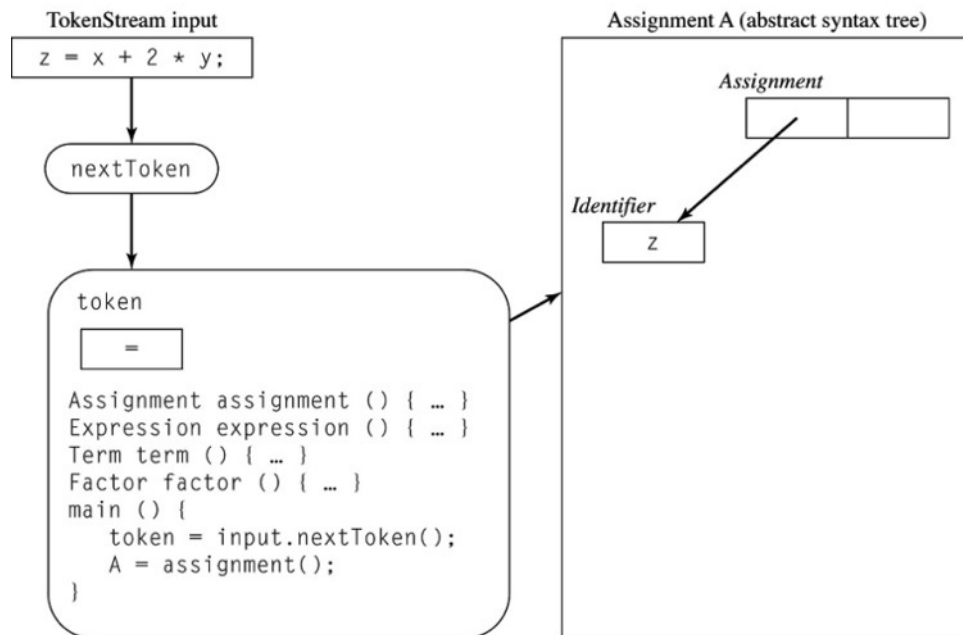 TokenStream input
z = x + 2 * y;
nextToken
token
=
Assignment assignment () { … }
Expression expression () { … }
Term term () { … }
Factor factor () { … }
main () {
token = input.nextToken();
A = assignment();
}
Assignment A (abstract syntax tree)
Assignment
Identifier
z